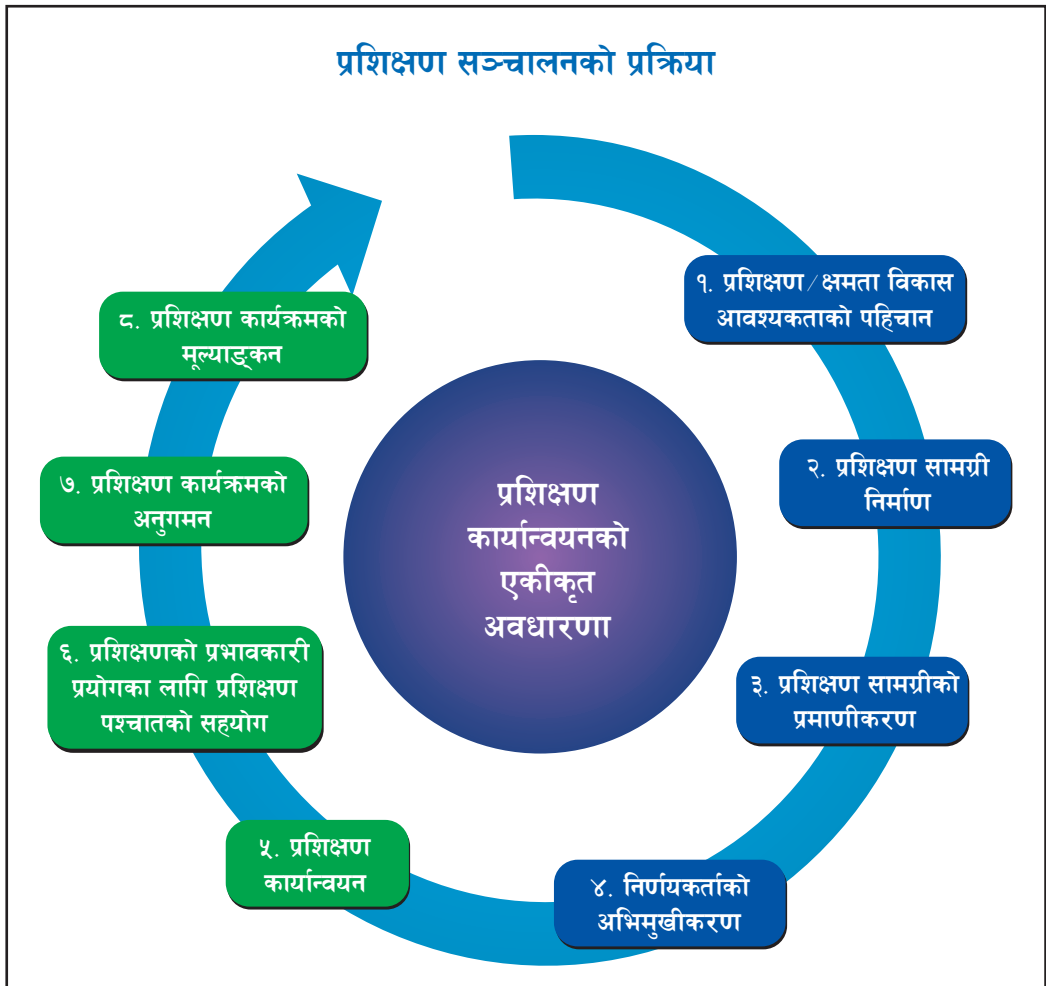 प्रशिक्षण सञ्चालनको प्रक्रिया
१. प्रशिक्षण/क्षमता विकास
आवश्यकताको पहिचान
२. प्रशिक्षण सामग्री
निर्माण
३. प्रशिक्षण सामग्रीको
प्रमाणीकरण
४. निर्णयकर्ताको
अभिमुखीकरण
५. प्रशिक्षण
कार्यान्वयन
६. प्रशिक्षणको प्रभावकारी
प्रयोगका लागि प्रशिक्षण
पश्चातको सहयोग
७. प्रशिक्षण कार्यक्रमको
अनुगमन
८. प्रशिक्षण कार्यक्रमको
मूल्याङ्कन
प्रशिक्षण
कार्यान्वयनको
एकीकृत
अवधारणा